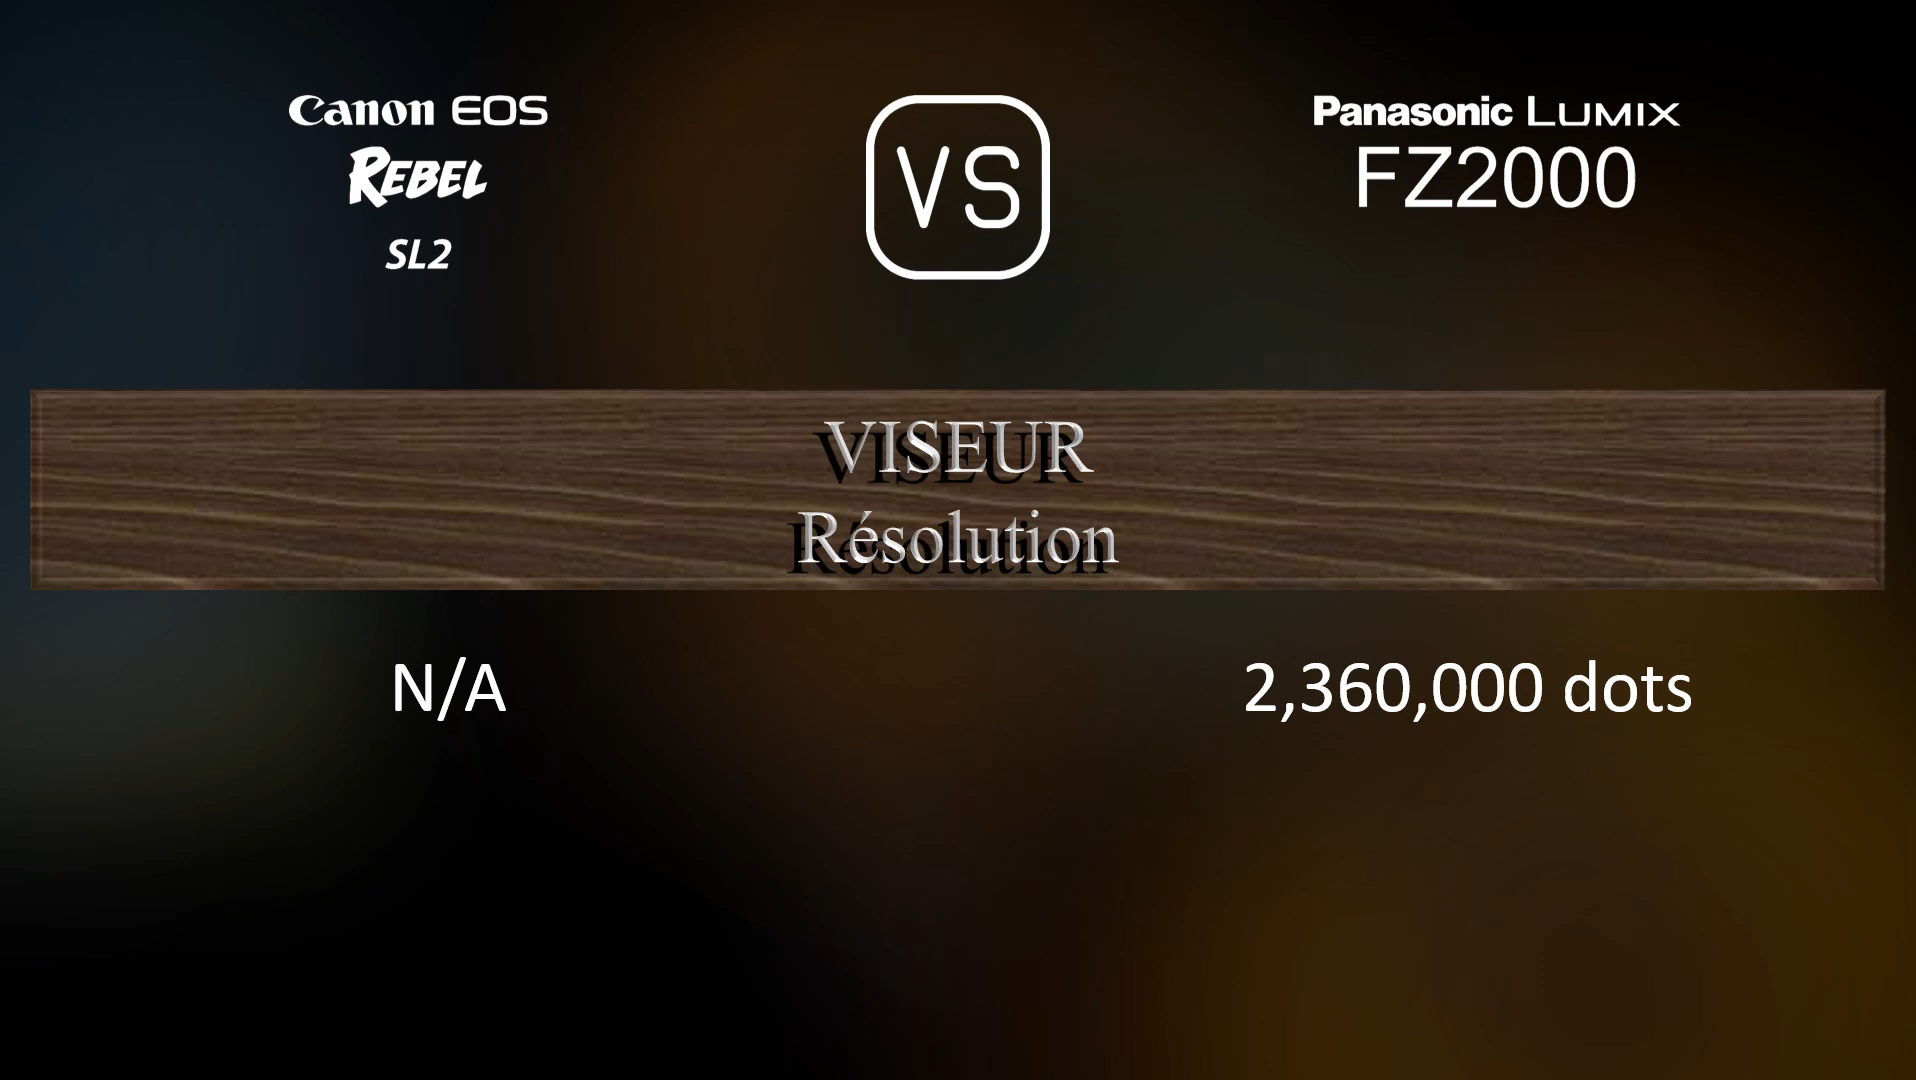 Canon EOS
REBEL
SL2
VS
Panasonic LUMIX
FZ2000
VISEUR
Résolution
N/A
2,360,000 dots